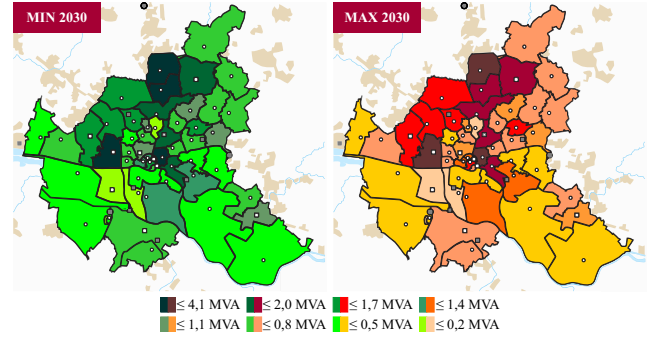 MIN 2030
MAX 2030
≤ 4,1 MVA ≤ 2,0 MVA ≤ 1,7 MVA ≤ 1,4 MVA
≤ 1,1 MVA ≤ 0,8 MVA ≤ 0,5 MVA ≤ 0,2 MVA